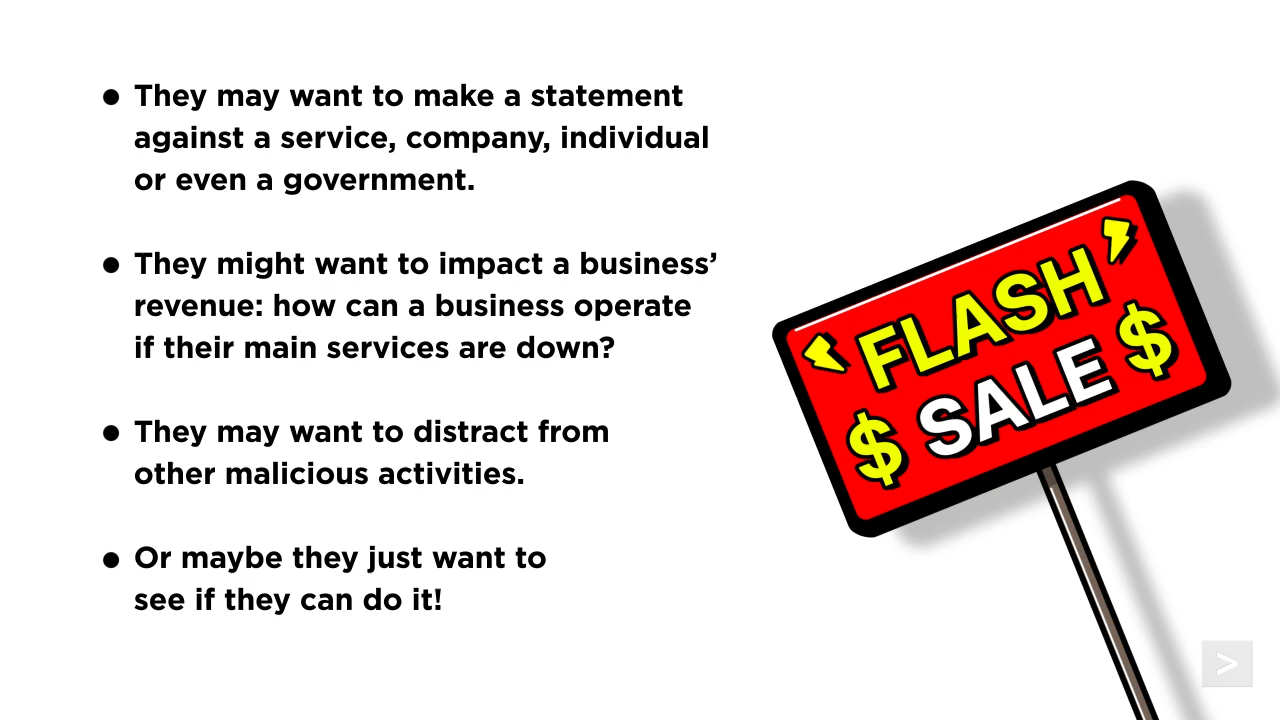 • They may want to make a statement
against a service, company, individual
or even a government.
• They might want to impact a business’
revenue: how can a business operate
if their main services are down?
• They may want to distract from
other malicious activities.
• Or maybe they just want to
see if they can do it!
FLASH
$ SALE $
>